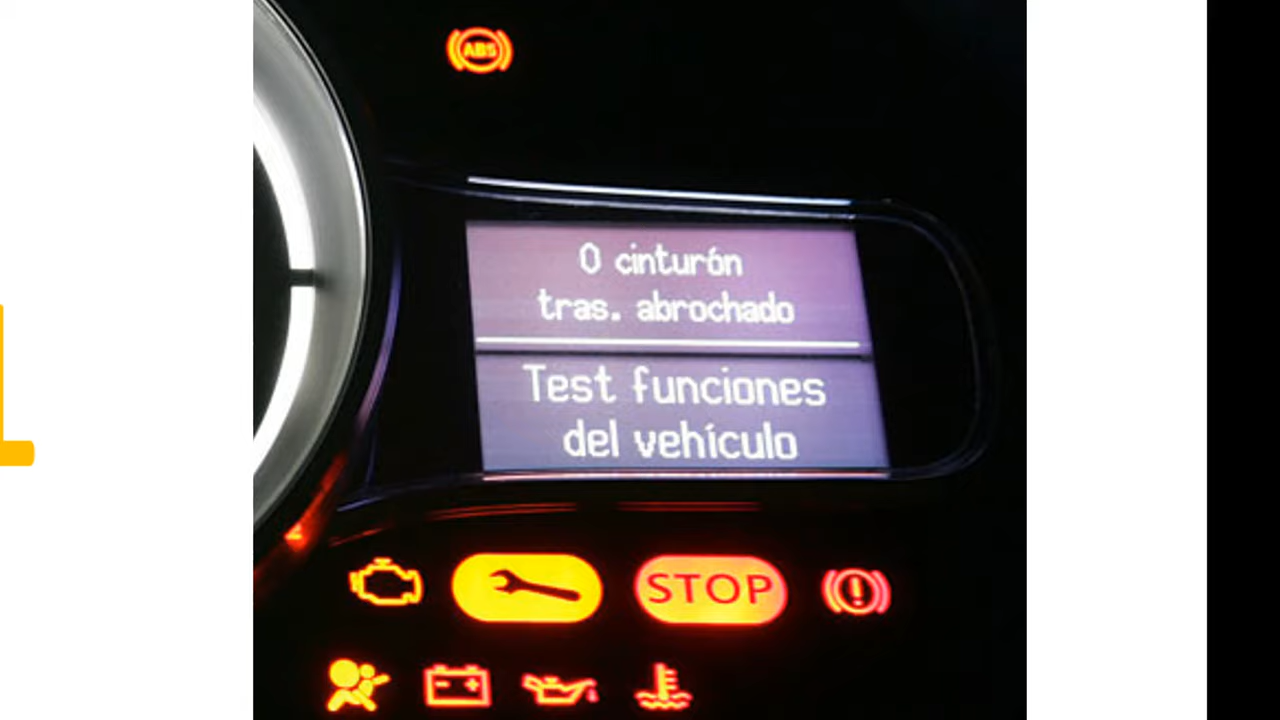 ABS
0 cinturón
tras. abrochado
Test funciones
del vehículo
STOP